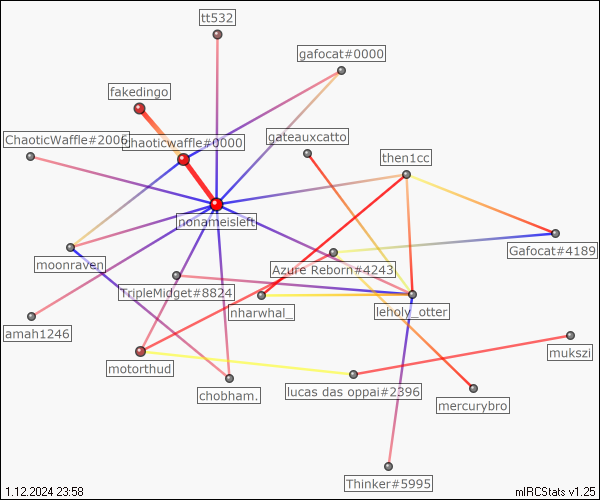 tt532
gafocat#0000
fakedingo
ChaoticWaffle#2006
chaoticwaffle#0000
gateauxcatto
then1cc
nonameisleft
Gafocat#4189
moonraven
Azure Reborn#4243
TripleMidget#8824
nharwhal_
leholy_otter
amah1246
motorthud
mukszi
chobham.
lucas das oppai#2396
mercurybro
Thinker#5995
1.12.2024 23:58
mIRCStats v1.25